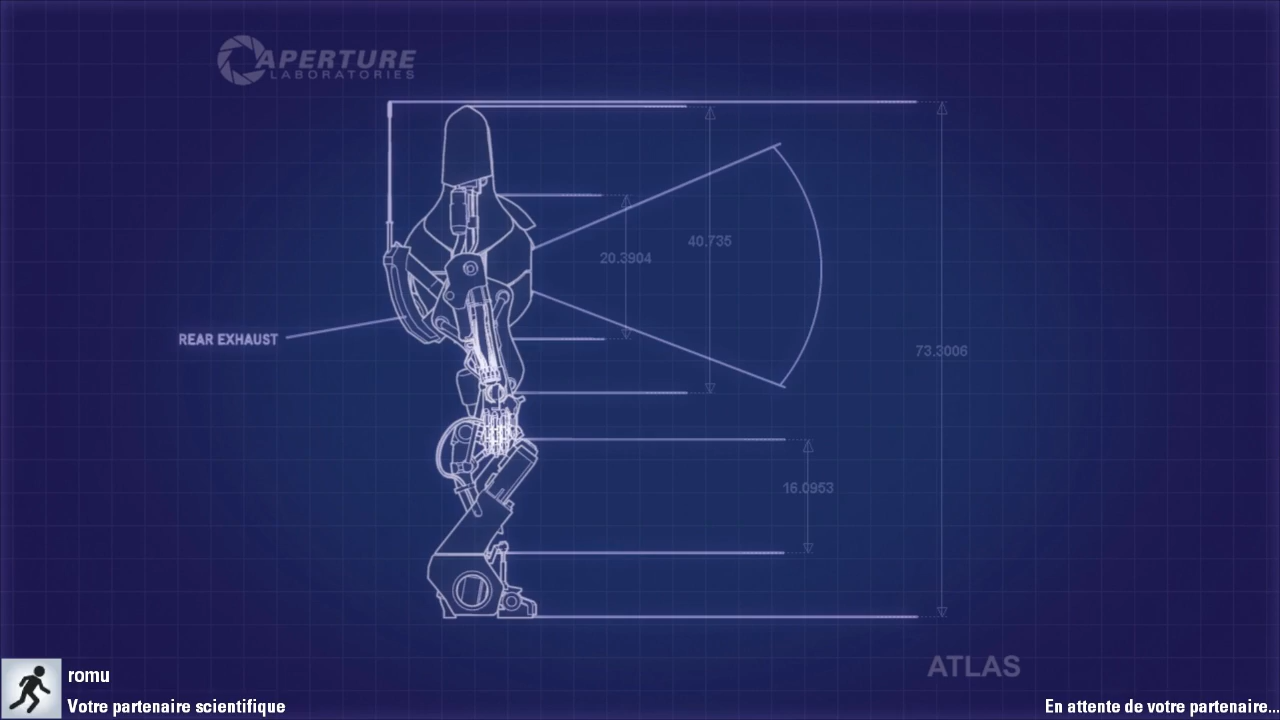 APERTURE
LABORATORIES
40.735
20.3904
REAR EXHAUST
73.3006
16.0953
ATLAS
romu
Votre partenaire scientifique
En attente de votre partenaire...